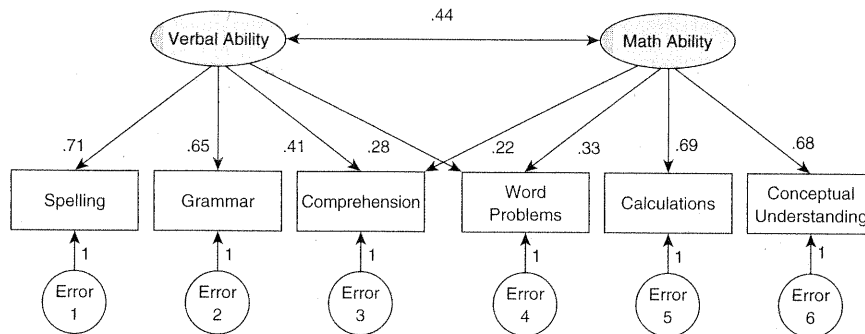 .44
Verbal Ability
Math Ability
.71
.65
.41
.28
.22
.33
.69
.68
Spelling
Grammar
Comprehension
Word
Problems
Calculations
Conceptual
Understanding
1
1
1
1
1
1
Error
1
Error
2
Error
3
Error
4
Error
5
Error
6